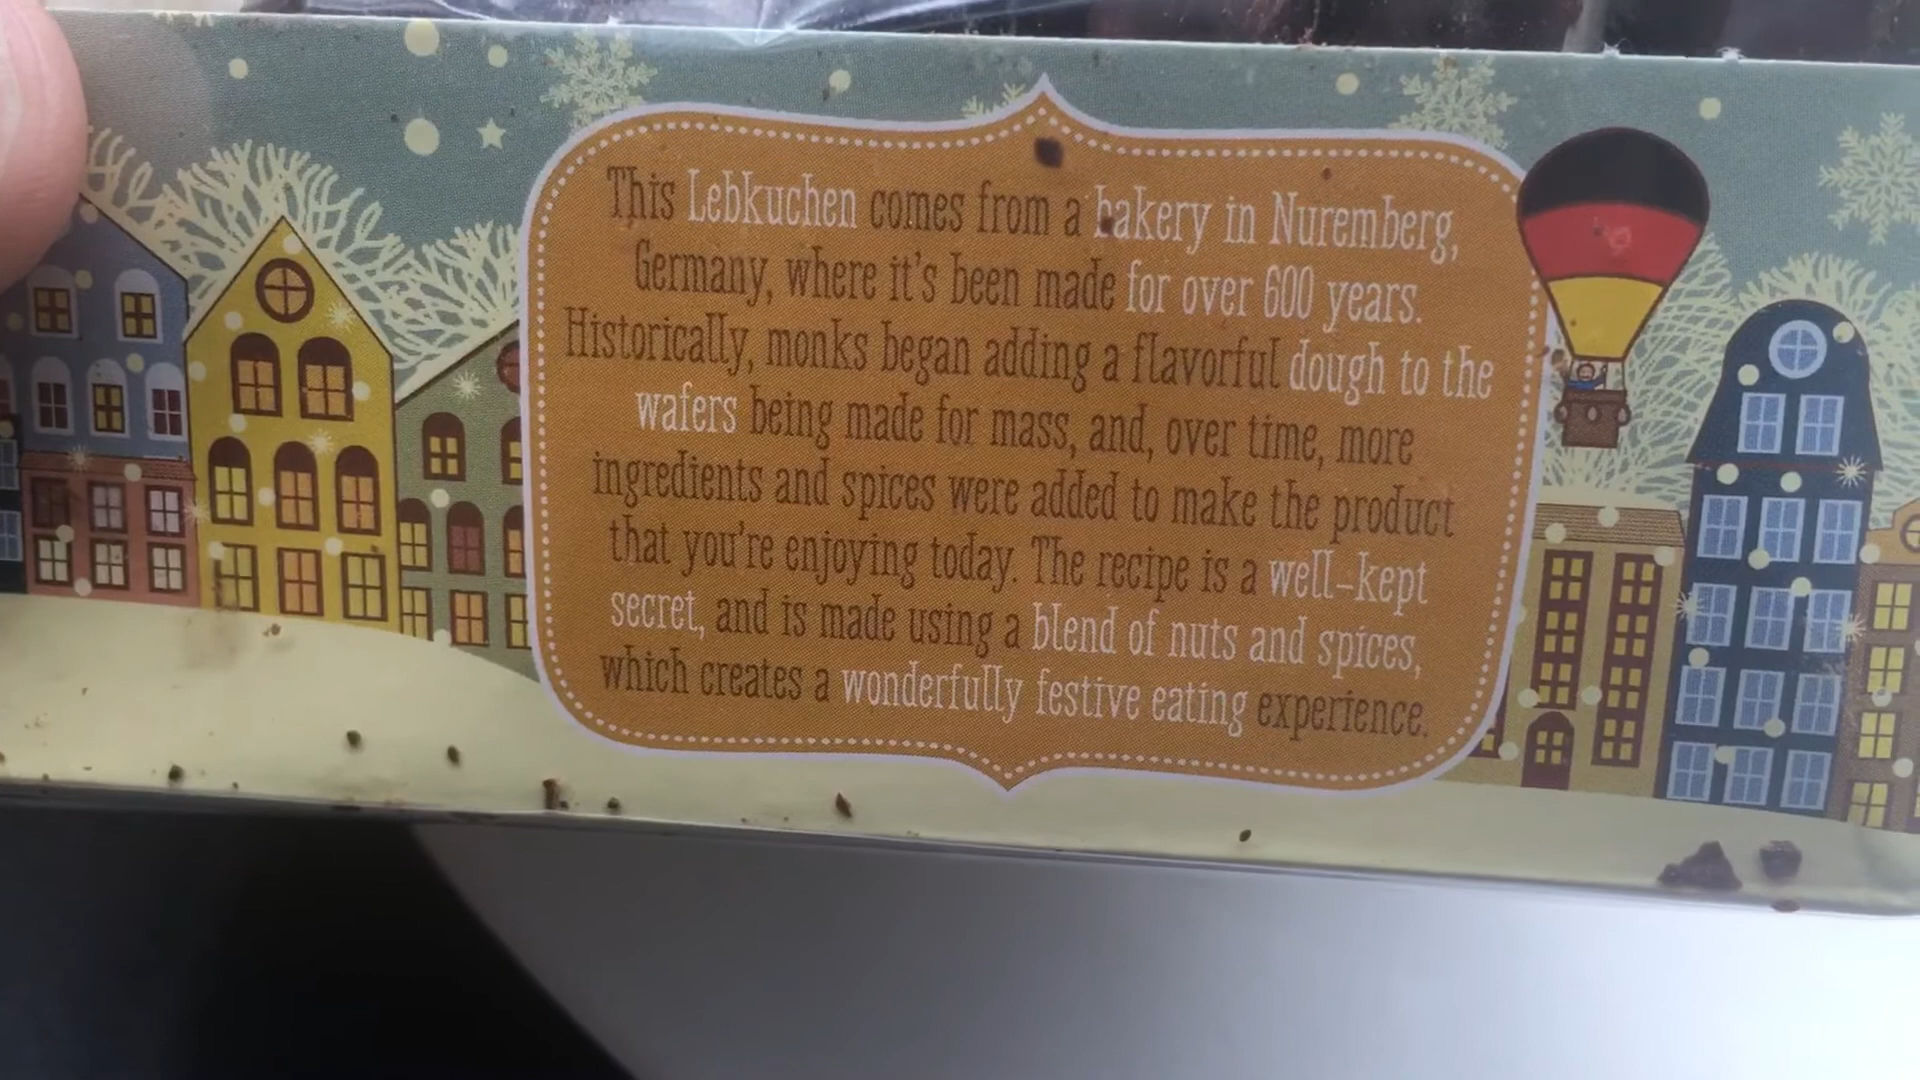 This Lebkuchen comes from a bakery in Nuremberg,
Germany, where it's been made for over 600 years.
Historically, monks began adding a flavorful dough to the
wafers being made for mass, and, over time, more
ingredients and spices were added to make the product
that you're enjoying today. The recipe is a well-kept
secret, and is made using a blend of nuts and spices,
which creates a wonderfully festive eating experience.